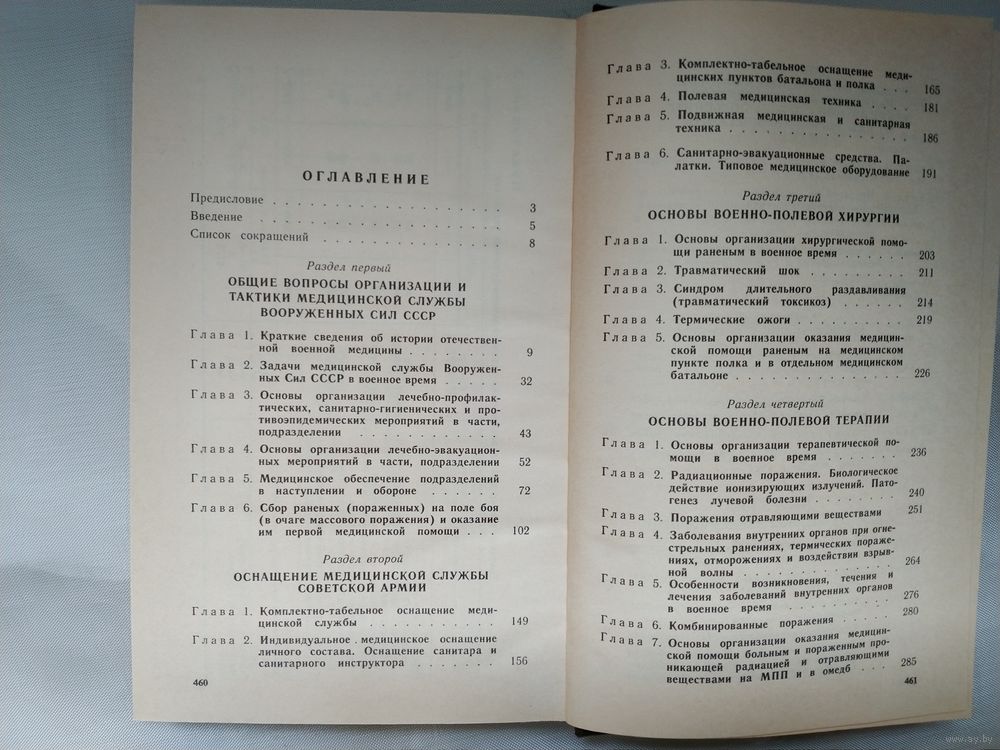 ОГЛАВЛЕНИЕ
Предисловие . . . . . . . . . . . . . . . 3
Введение . . . . . . . . . . . . . . . 5
Список сокращений . . . . . . . . . . . . 8
Раздел первый
ОБЩИЕ ВОПРОСЫ ОРГАНИЗАЦИИ И
ТАКТИКИ МЕДИЦИНСКОЙ СЛУЖБЫ
ВООРУЖЕННЫХ СИЛ СССР
Глава 1. Краткие сведения об истории отечествен-
ной военной медицины . . . . . . . 9
Глава 2. Задачи медицинской службы Вооружен-
ных Сил СССР в военное время . . . . . 32
Глава 3. Основы организации лечебно-профилак-
тических, санитарно-гигиенических и про-
тивоэпидемических мероприятий в части,
подразделении . . . . . . . . . . . . 43
Глава 4. Основы организации лечебно-эвакуацион-
ных мероприятий в части, подразделении 52
Глава 5. Медицинское обеспечение подразделений
в наступлении и обороне . . . . . . 72
Глава 6. Сбор раненых (пораженных) на поле боя
(в очаге массового поражения) и оказание
им первой медицинской помощи . . . 102
Раздел второй
ОСНАЩЕНИЕ МЕДИЦИНСКОЙ СЛУЖБЫ
СОВЕТСКОЙ АРМИИ
Глава 1. Комплектно-табельное оснащение меди-
цинской службы . . . . . . . . . . . 149
Глава 2. Индивидуальное медицинское оснащение
личного состава. Оснащение санитара и
санитарного инструктора . . . . . . . 156
460
Глава 3. Комплектно-табельное оснащение меди-
цинских пунктов батальона и полка . . . 165
Глава 4. Полевая медицинская техника . . . . 181
Глава 5. Подвижная медицинская и санитарная
техника . . . . . . . . . . . . . . . 186
Глава 6. Санитарно-эвакуационные средства. Па-
латки. Типовое медицинское оборудование 191
Раздел третий
ОСНОВЫ ВОЕННО-ПОЛЕВОЙ ХИРУРГИИ
Глава 1. Основы организации хирургической помо-
щи раненым в военное время . . . . . . 203
Глава 2. Травматический шок . . . . . . . . . 211
Глава 3. Синдром длительного раздавливания
(травматический токсикоз) . . . . . . 214
Глава 4. Термические ожоги . . . . . . . . . . 219
Глава 5. Основы организации оказания медицин-
ской помощи раненым на медицинском
пункте полка и в отдельном медицинском
батальоне . . . . . . . . . . . . . . 226
Раздел четвертый
ОСНОВЫ ВОЕННО-ПОЛЕВОЙ ТЕРАПИИ
Глава 1. Основы организации терапевтической по-
мощи в военное время . . . . . . . . 236
Глава 2. Радиационные поражения. Биологическое
действие ионизирующих излучений. Пато-
генез лучевой болезни . . . . . . . . 240
Глава 3. Поражения отравляющими веществами 251
Глава 4. Заболевания внутренних органов при огне-
стрельных ранениях, термических пораже-
ниях, отморожениях и воздействии взрыв-
ной волны . . . . . . . . . . . . . . 264
Глава 5. Особенности возникновения, течения и
лечения заболеваний внутренних органов
в военное время . . . . . . . . . . . 276
Глава 6. Комбинированные поражения . . . . . . 280
Глава 7. Основы организации оказания медицин-
ской помощи больным и пораженным про-
никающей радиацией и отравляющими
веществами на МПП и в омедб . . . 285
461
www.ay.by